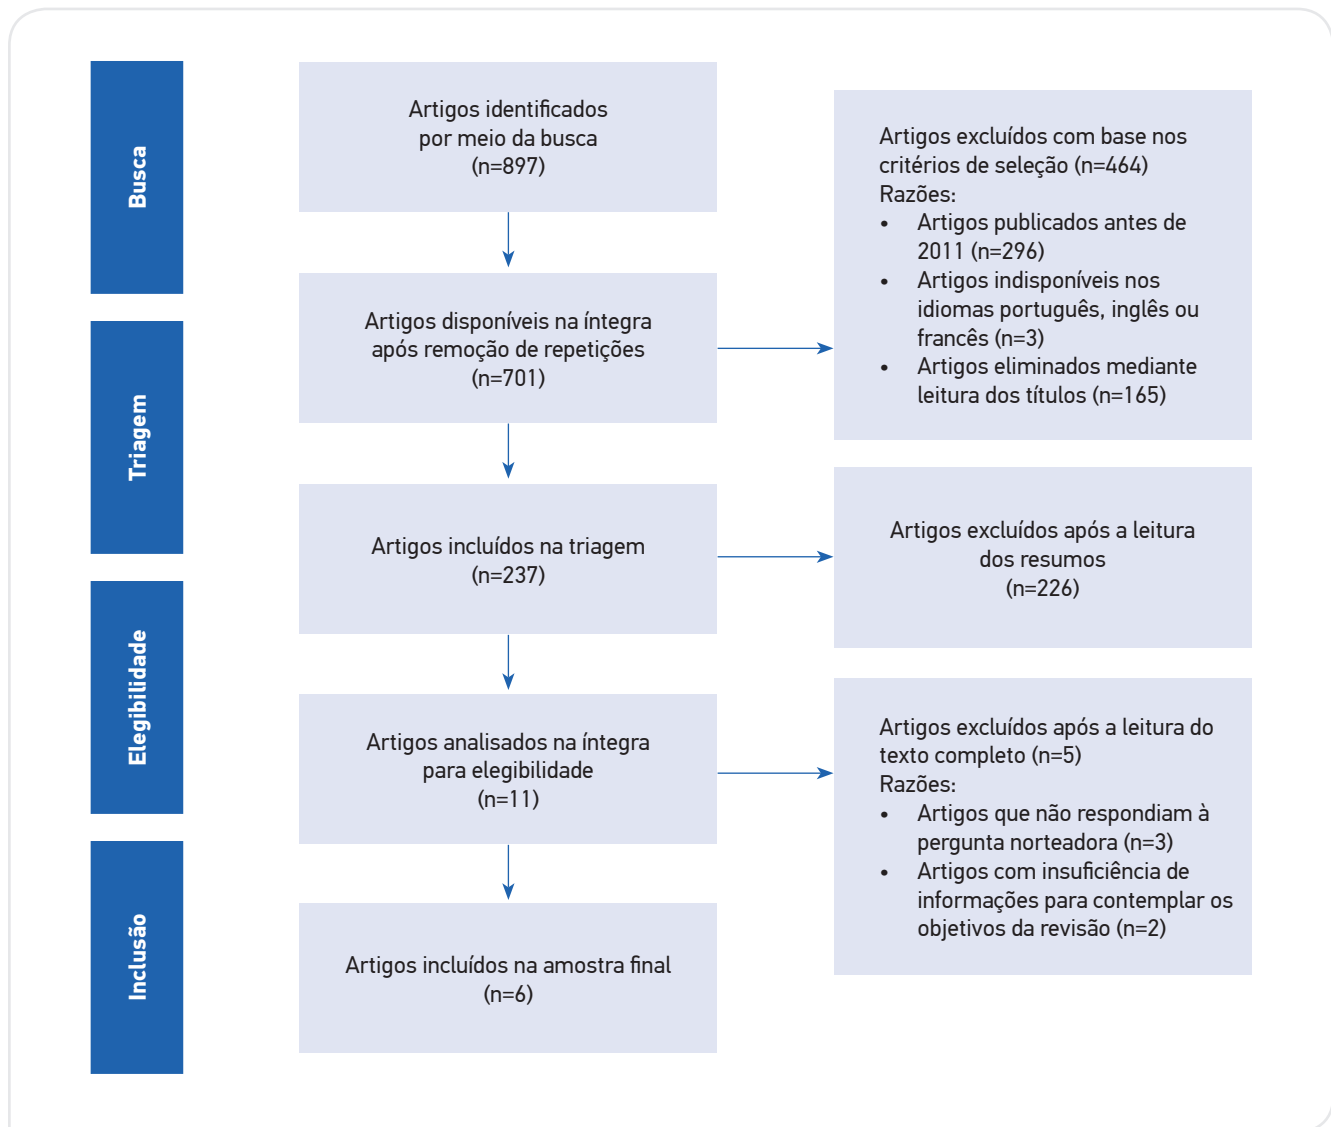 Busca
Artigos identificados
por meio da busca
(n=897)
Artigos excluídos com base nos
critérios de seleção (n=464)
Razões:
• Artigos publicados antes de
2011 (n=296)
• Artigos indisponíveis nos
idiomas português, inglês ou
francês (n=3)
• Artigos eliminados mediante
leitura dos títulos (n=165)
Artigos disponíveis na íntegra
após remoção de repetições
(n=701)
Triagem
Artigos incluídos na triagem
(n=237)
Artigos excluídos após a leitura
dos resumos
(n=226)
Elegibilidade
Artigos analisados na íntegra
para elegibilidade
(n=11)
Artigos excluídos após a leitura do
texto completo (n=5)
Razões:
• Artigos que não respondiam à
pergunta norteadora (n=3)
• Artigos com insuficiência de
informações para contemplar os
objetivos da revisão (n=2)
Inclusão
Artigos incluídos na amostra final
(n=6)